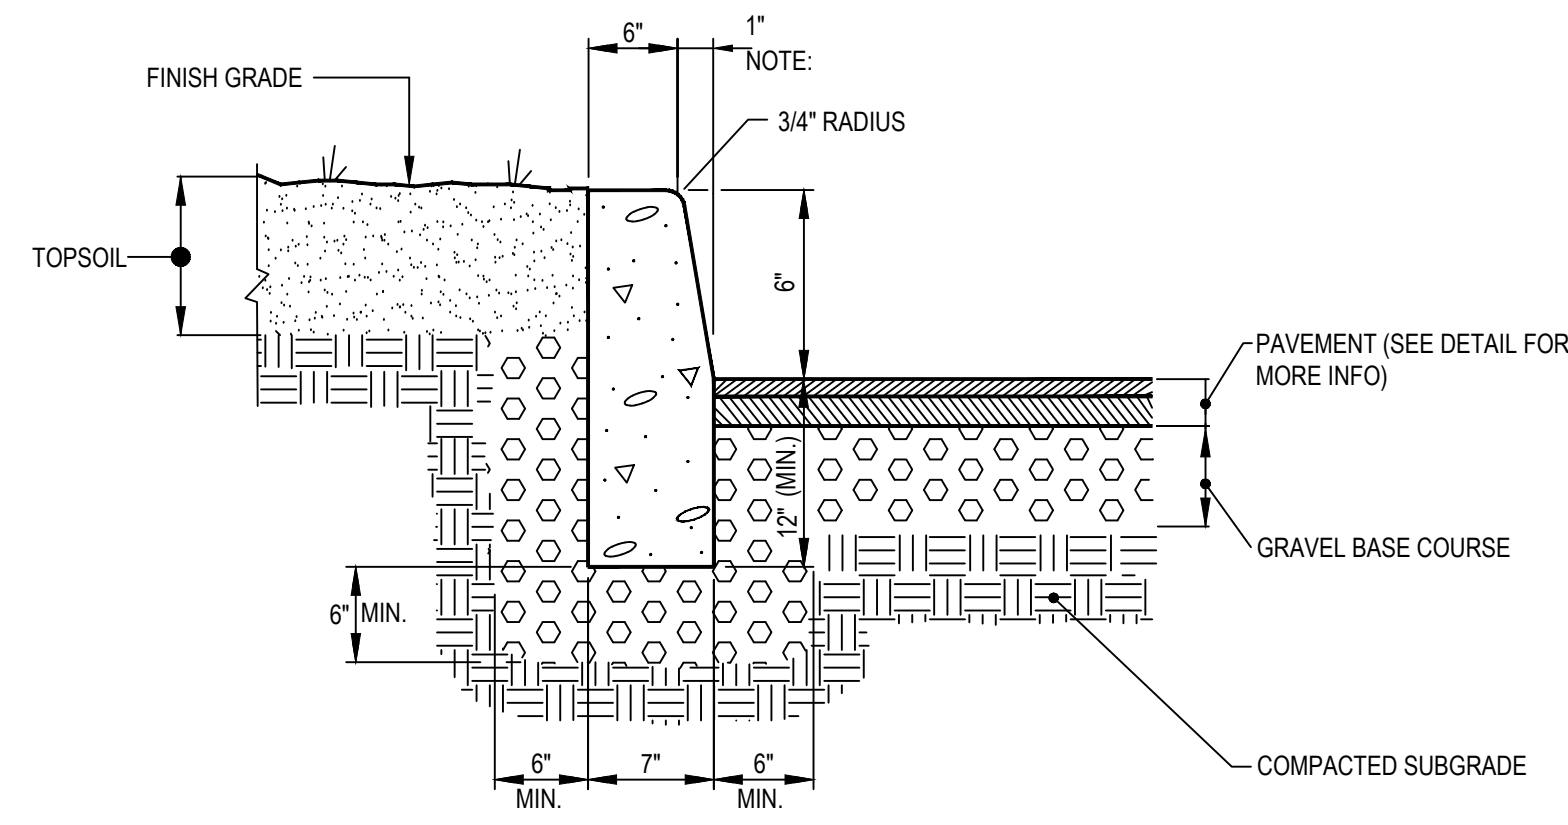 6"
1"
NOTE:
FINISH GRADE
3/4" RADIUS
TOPSOIL
6"
PAVEMENT (SEE DETAIL FOR
MORE INFO)
12" (MIN.)
GRAVEL BASE COURSE
6" MIN.
6"
MIN.
7"
6"
MIN.
COMPACTED SUBGRADE